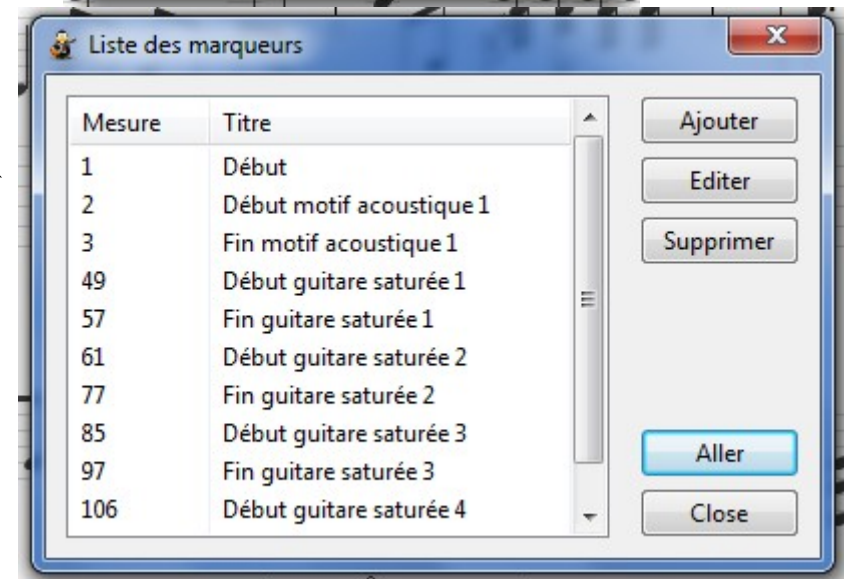 Liste des marqueurs
Mesure Titre
1 Début
2 Début motif acoustique 1
3 Fin motif acoustique 1
49 Début guitare saturée 1
57 Fin guitare saturée 1
61 Début guitare saturée 2
77 Fin guitare saturée 2
85 Début guitare saturée 3
97 Fin guitare saturée 3
106 Début guitare saturée 4
Ajouter
Editer
Supprimer
Aller
Close